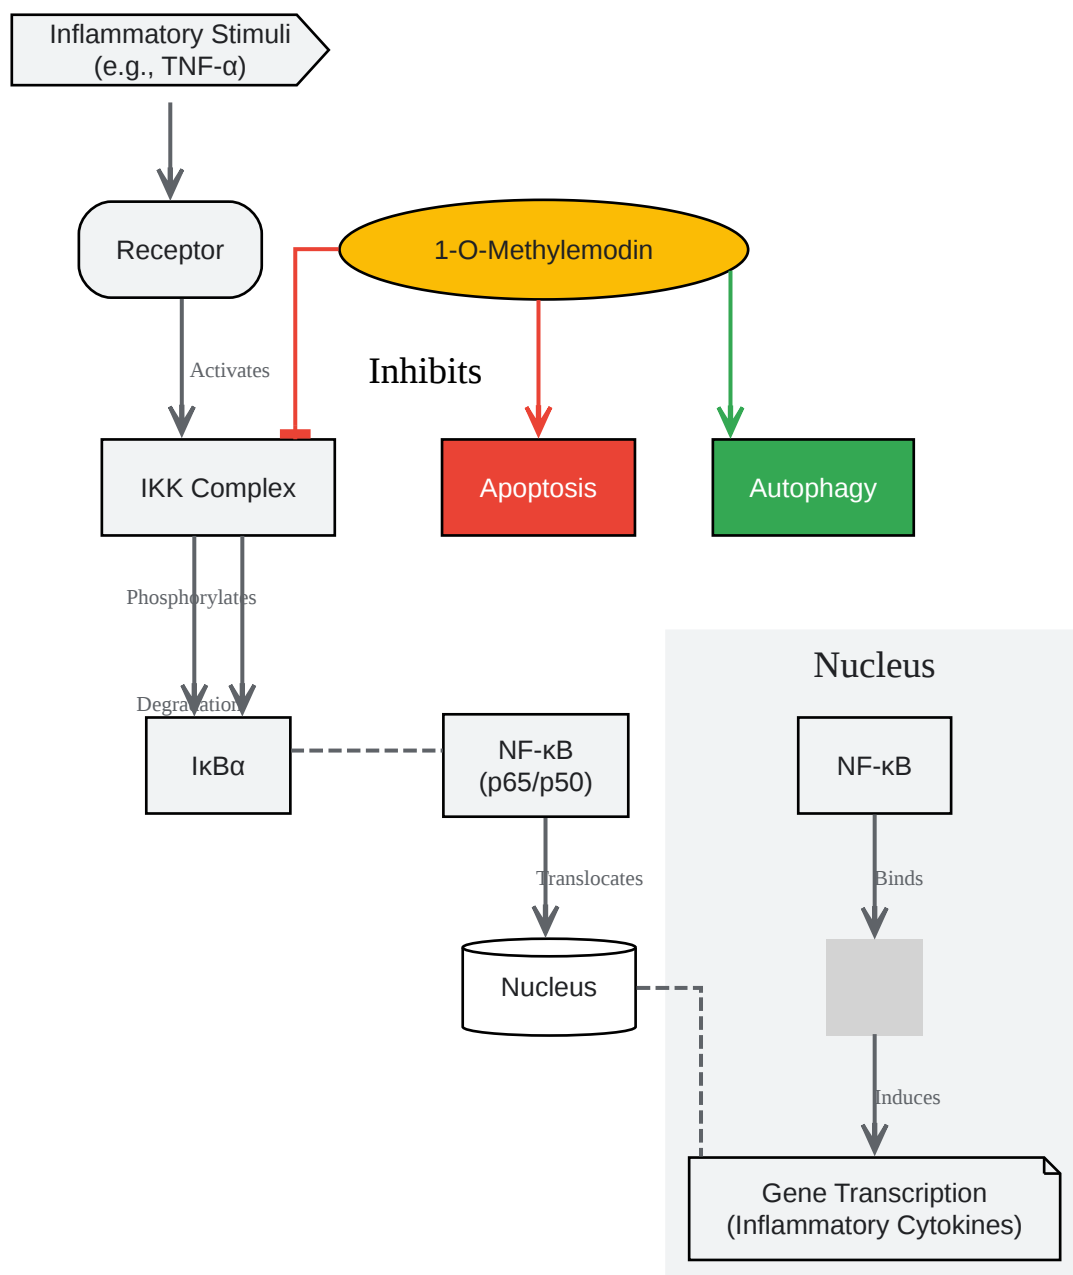 Inflammatory Stimuli
(e.g., TNF-α)
Receptor
1-O-Methylemodin
Activates
Inhibits
IKK Complex
Apoptosis
Autophagy
Phosphorylates
Degradation
Nucleus
IκBα
NF-κB
(p65/p50)
NF-κB
Translocates
Binds
Nucleus
Induces
Gene Transcription
(Inflammatory Cytokines)